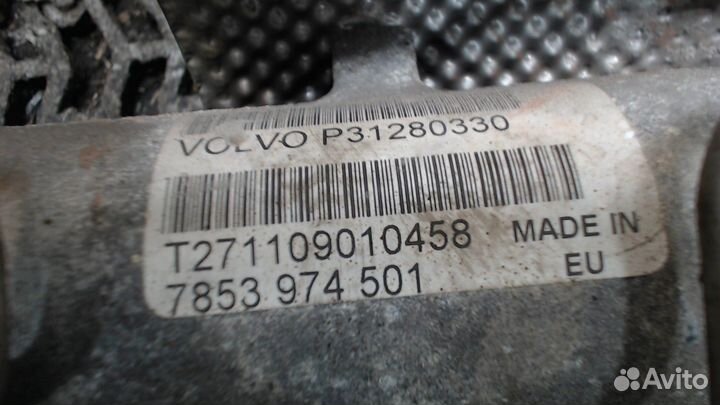 VOLVO P31280330
T271109010458 MADE IN
7853 974 501 EU
Avito